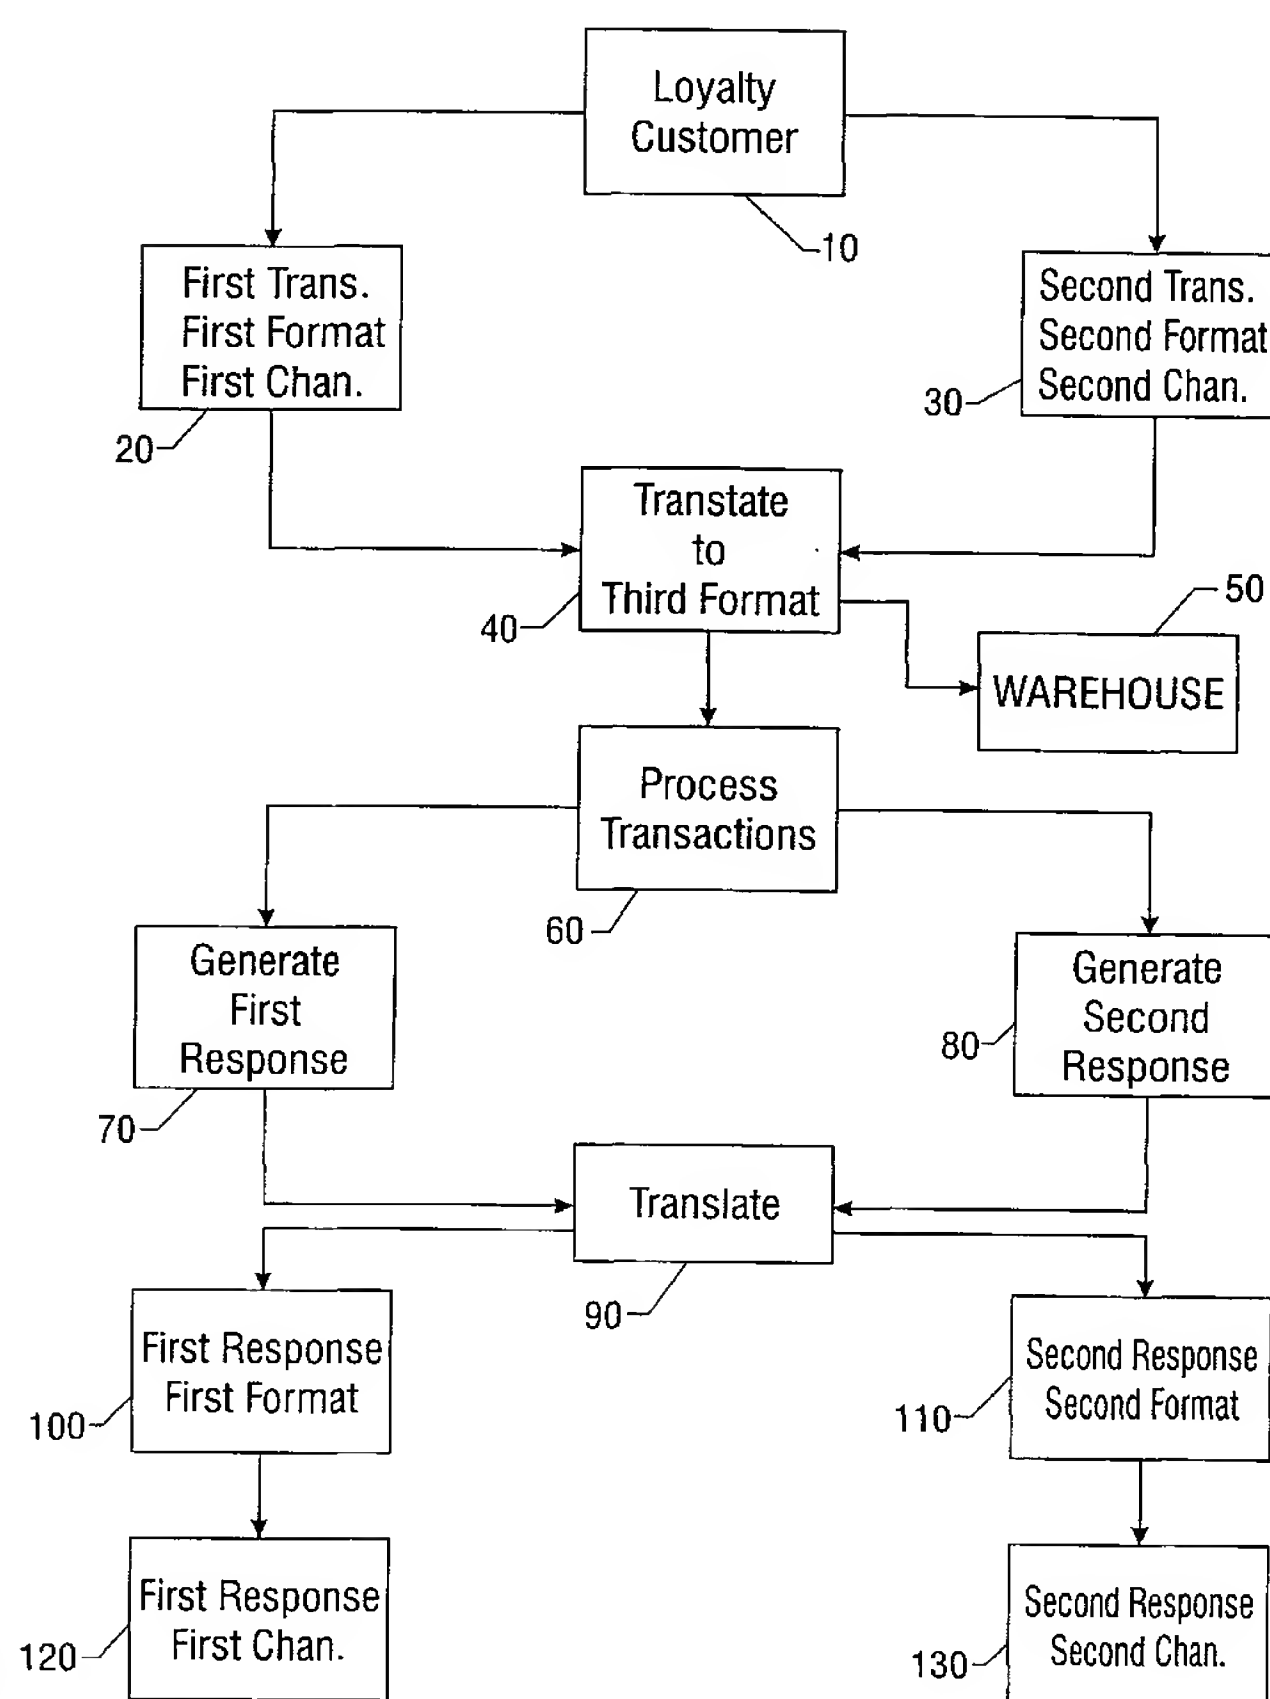 Loyalty
Customer
10
First Trans.
First Format
First Chan.
20
Second Trans.
Second Format
Second Chan.
30
Transtate
to
Third Format
40
50
WAREHOUSE
Process
Transactions
60
Generate
First
Response
70
Generate
Second
Response
80
Translate
90
First Response
First Format
100
Second Response
Second Format
110
First Response
First Chan.
120
Second Response
Second Chan.
130